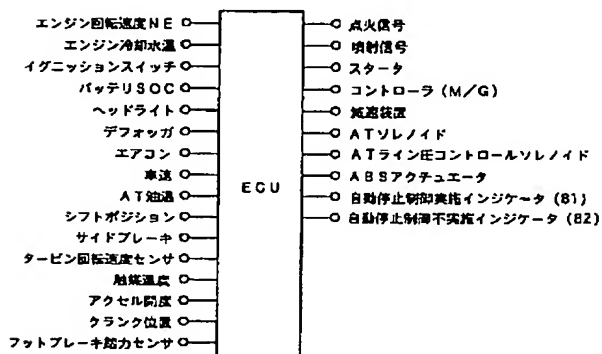 エンジン回転速度NE
エンジン冷却水温
イグニッションスイッチ
バッテリSOC
ヘッドライト
デフォッガ
エアコン
車速
AT油温
シフトポジション
サイドブレーキ
タービン回転速度センサ
触媒温度
アクセル開度
クランク位置
フットブレーキ踏力センサ
ECU
点火信号
噴射信号
スタータ
コントローラ(M/G)
減速装置
ATソレノイド
ATライン圧コントロールソレノイド
ABSアクチュエータ
自動停止制御実施インジケータ(81)
自動停止制御不実施インジケータ(82)